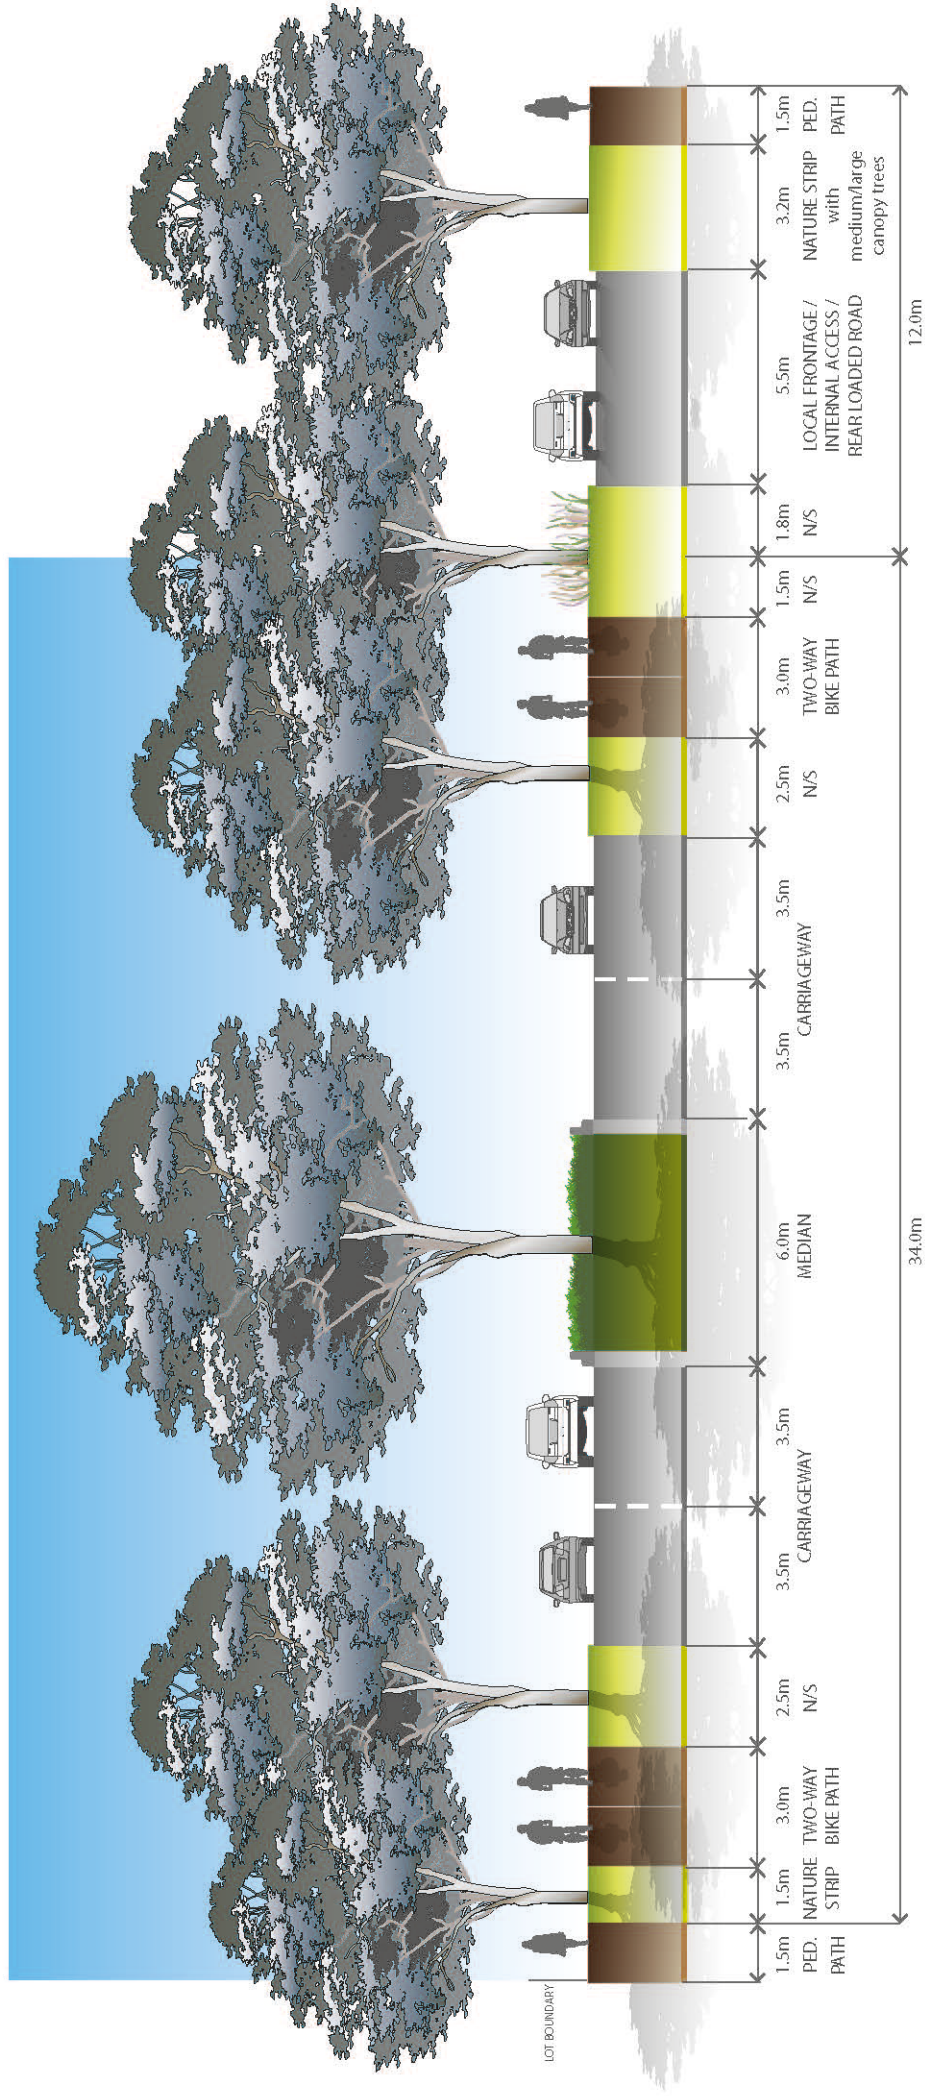 LOT BOUNDARY
1.5m
PED.
PATH
1.5m
NATURE
STRIP
3.0m
TWO-WAY
BIKE PATH
2.5m
N/S
3.5m
3.5m
CARRIAGEWAY
6.0m
MEDIAN
3.5m
3.5m
CARRIAGEWAY
2.5m
N/S
3.0m
TWO-WAY
BIKE PATH
1.5m
N/S
1.8m
N/S
5.5m
LOCAL FRONTAGE /
INTERNAL ACCESS /
REAR LOADED ROAD
3.2m
NATURE STRIP
with
medium/large
canopy trees
1.5m
PED.
PATH
34.0m
12.0m